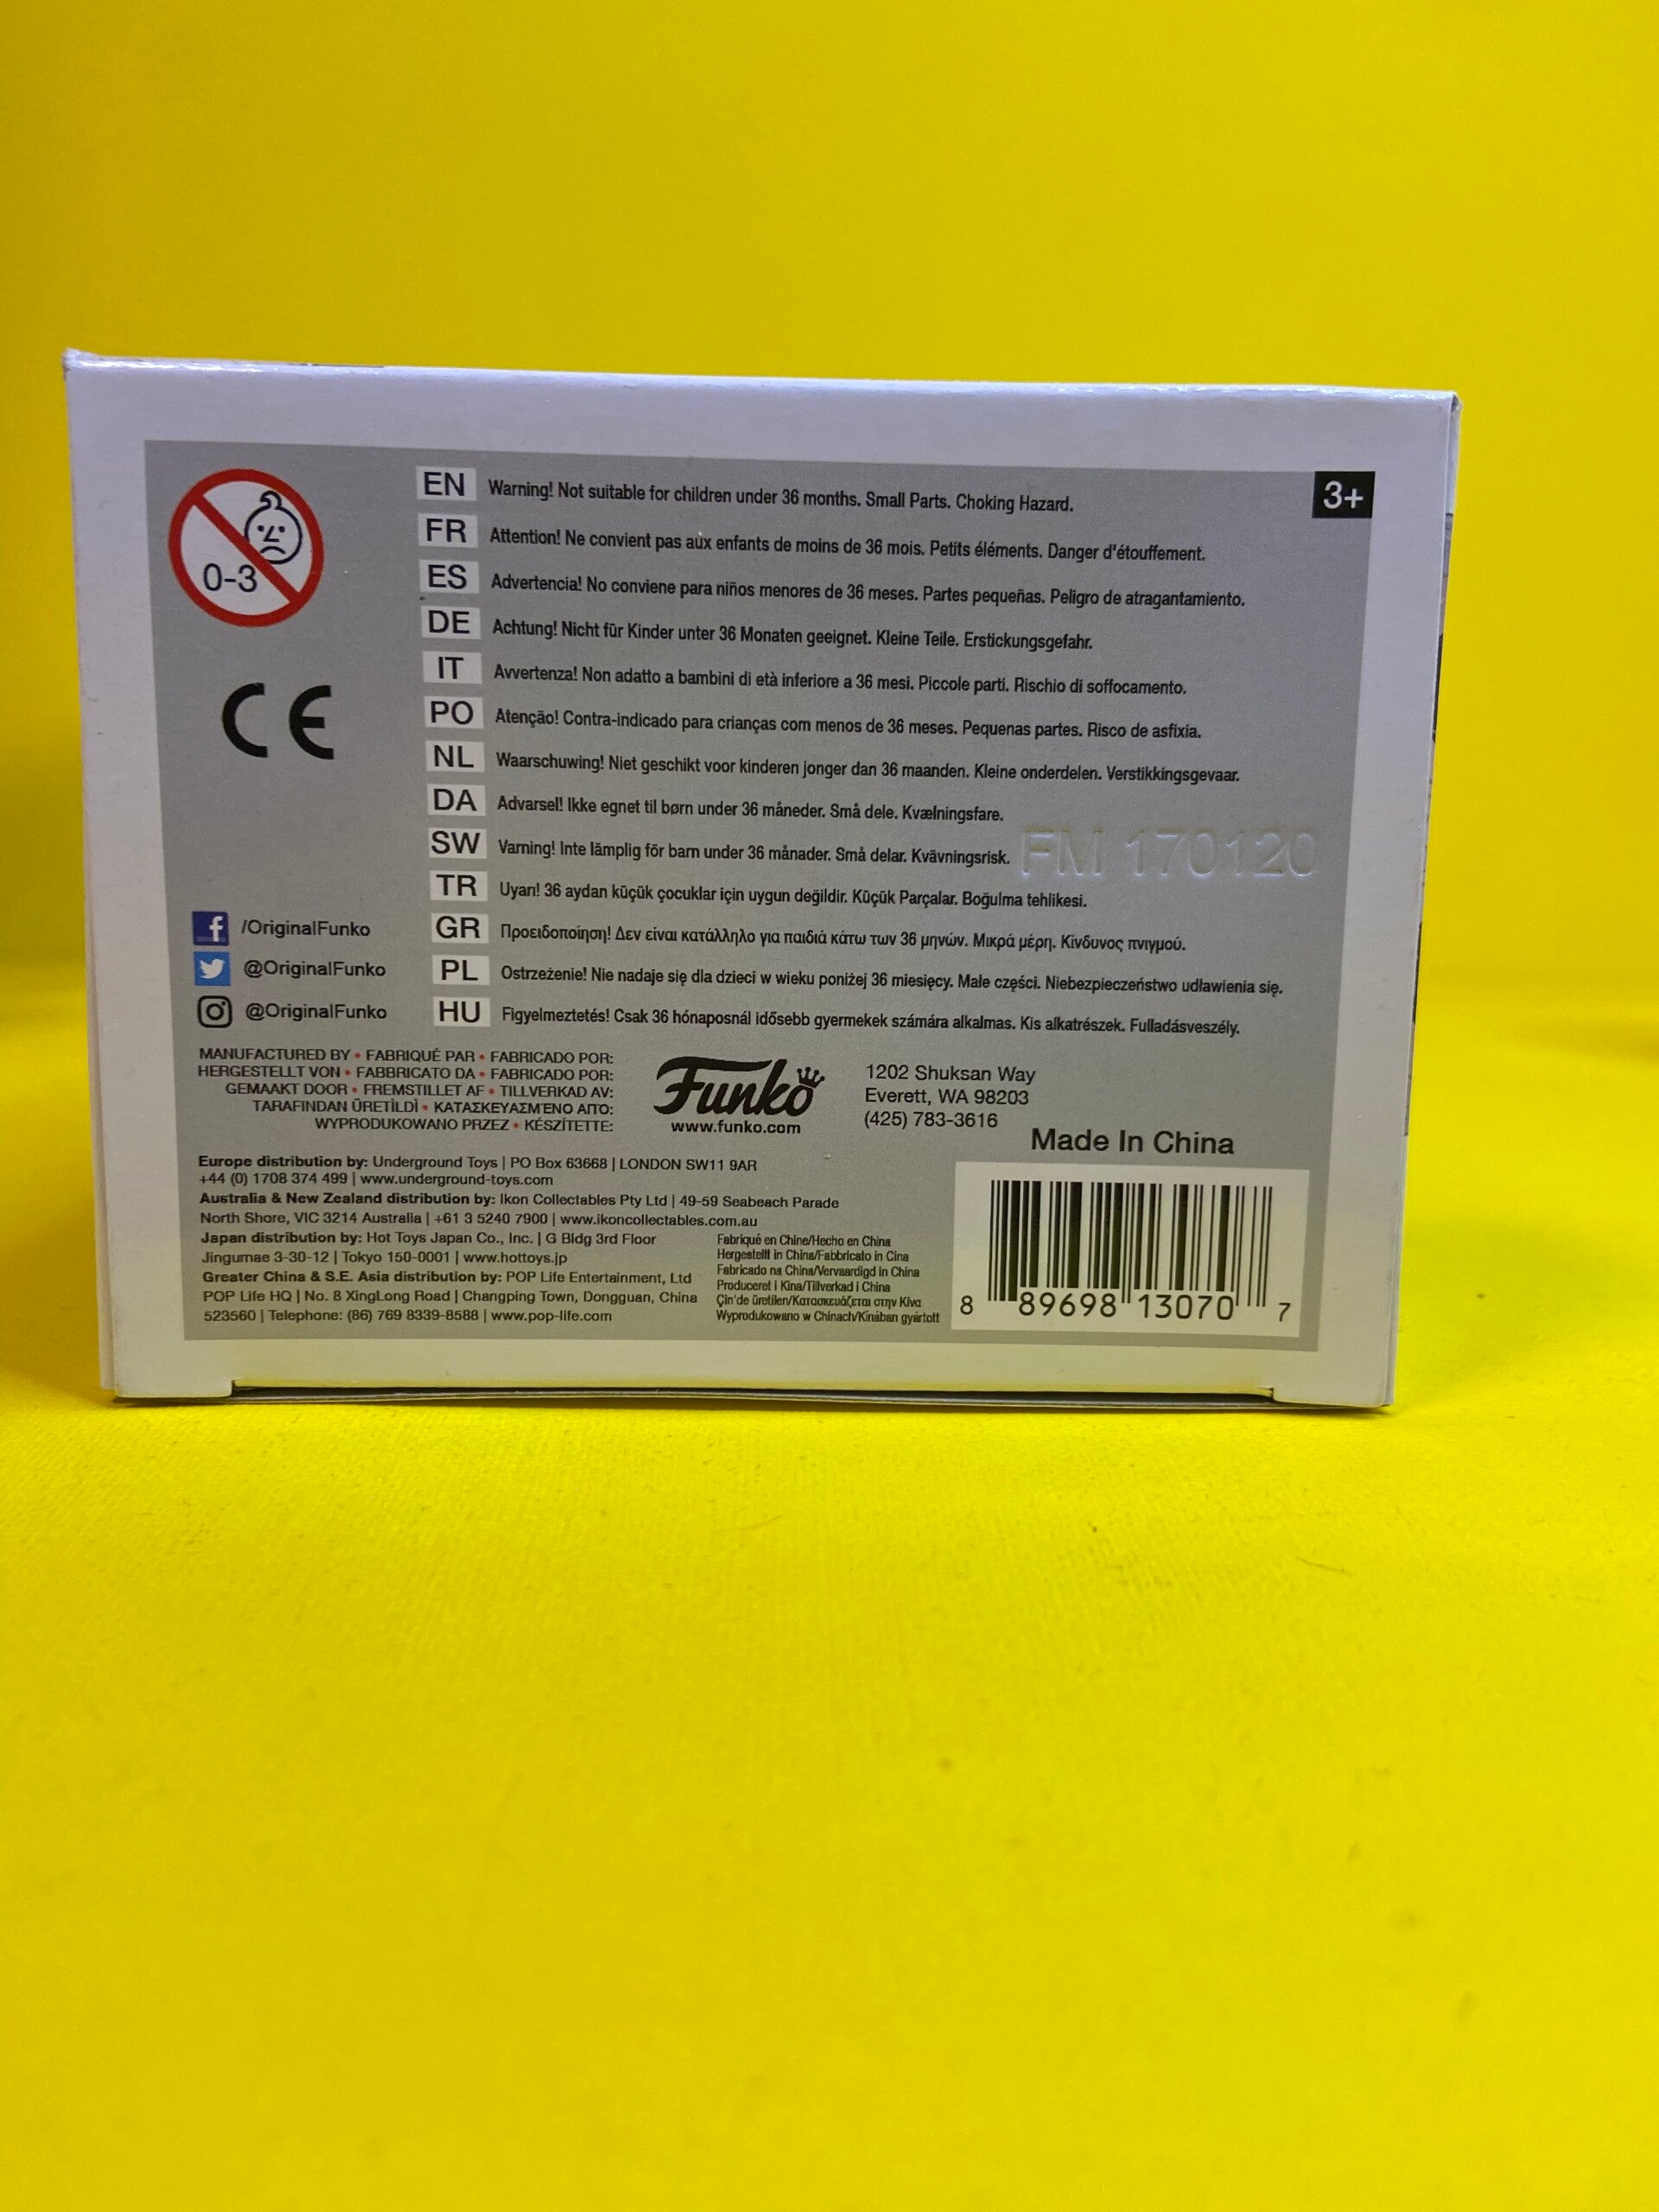 0-3
3+
EN Warning! Not suitable for children under 36 months. Small Parts. Choking Hazard.
FR Attention! Ne convient pas aux enfants de moins de 36 mois. Petits éléments. Danger d'étouffement.
ES Advertencia! No conviene para niños menores de 36 meses. Partes pequeñas. Peligro de atragantamiento.
DE Achtung! Nicht für Kinder unter 36 Monaten geeignet. Kleine Teile. Erstickungsgefahr.
IT Avvertenza! Non adatto a bambini di età inferiore a 36 mesi. Piccole parti. Rischio di soffocamento.
PO Atenção! Contra-indicado para crianças com menos de 36 meses. Pequenas partes. Risco de asfixia.
NL Waarschuwing! Niet geschikt voor kinderen jonger dan 36 maanden. Kleine onderdelen. Verstikkingsgevaar.
DA Advarsel! Ikke egnet til børn under 36 måneder. Små dele. Kvælningsfare.
SW Varning! Inte lämplig för barn under 36 månader. Små delar. Kvävningsrisk.
FM 170120
TR Uyarı! 36 aydan küçük çocuklar için uygun değildir. Küçük Parçalar. Boğulma tehlikesi.
GR Προειδοποίηση! Δεν είναι κατάλληλο για παιδιά κάτω των 36 μηνών. Μικρά μέρη. Κίνδυνος πνιγμού.
PL Ostrzeżenie! Nie nadaje się dla dzieci w wieku poniżej 36 miesięcy. Małe części. Niebezpieczeństwo udławienia się.
HU Figyelmeztetés! Csak 36 hónaposnál idősebb gyermekek számára alkalmas. Kis alkatrészek. Fulladásveszély.
CE
/OriginalFunko
@OriginalFunko
@OriginalFunko
MANUFACTURED BY • FABRIQUÉ PAR • FABRICADO POR:
HERGESTELLT VON • FABBRICATO DA • FABRICADO POR:
GEMAAKT DOOR • FREMSTILLET AF • TILLVERKAD AV:
TARAFINDAN ÜRETİLDİ • ΚΑΤΑΣΚΕΥΑΣΜΈΝΟ ΑΠΌ:
WYPRODUKOWANO PRZEZ • KÉSZÍTETTE:
Funko
www.funko.com
1202 Shuksan Way
Everett, WA 98203
(425) 783-3616
Made In China
Europe distribution by: Underground Toys | PO Box 63668 | LONDON SW11 9AR
+44 (0) 1708 374 499 | www.underground-toys.com
Australia & New Zealand distribution by: Ikon Collectables Pty Ltd | 49-59 Seabeach Parade
North Shore, VIC 3214 Australia | +61 3 5240 7900 | www.ikoncollectables.com.au
Japan distribution by: Hot Toys Japan Co., Inc. | G Bldg 3rd Floor
Jingumae 3-30-12 | Tokyo 150-0001 | www.hottoys.jp
Greater China & S.E. Asia distribution by: POP Life Entertainment, Ltd
POP Life HQ | No. 8 XingLong Road | Changping Town, Dongguan, China
523560 | Telephone: (86) 769 8339-8588 | www.pop-life.com
Fabriqué en Chine/Hecho en China
Hergestellt in China/Fabbricato in Cina
Fabricado na China/Vervaardigd in China
Produceret i Kina/Tillverkad i China
Çin'de üretilen/Κατασκευάζεται στην Κίνα
Wyprodukowano w Chinach/Kínában gyártott
8 89698 13070 7